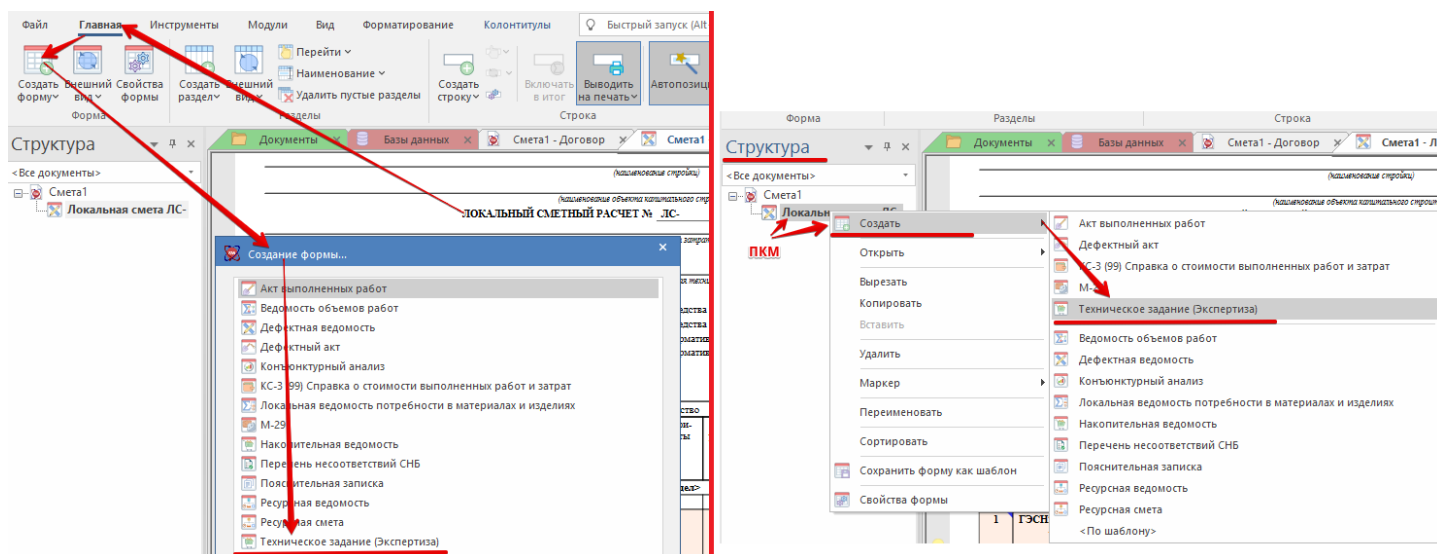 Файл Главная Инструменты Модули Вид Форматирование Колонтитулы Быстрый запуск (Alt
Создать форму
Внешний вид
Свойства формы
Создать раздел
Внешний вид
Перейти
Наименование
Удалить пустые разделы
Создать строку
Включать в итог
Выводить на печать
Автопозици
Форма Разделы Строка
Структура
Документы Базы данных Смета1 - Договор Смета1
<Все документы>
Смета1
Локальная смета ЛС-
(наименование стройки)
(наименование объекта капитального стр
ЛОКАЛЬНЫЙ СМЕТНЫЙ РАСЧЕТ № ЛС-
Создание формы...
Акт выполненных работ
Ведомость объемов работ
Дефектная ведомость
Дефектный акт
Конъюнктурный анализ
КС-3 (99) Справка о стоимости выполненных работ и затрат
Локальная ведомость потребности в материалах и изделиях
М-29
Накопительная ведомость
Перечень несоответствий СНБ
Пояснительная записка
Ресурсная ведомость
Ресурсная смета
Техническое задание (Экспертиза)
Форма Разделы Строка
Структура
Документы Базы данных Смета1 - Договор Смета1 - Л
<Все документы>
Смета1
Локальн
ЛС-
(наименование стройки)
(наименование объекта капитального строит
ПКМ
Создать
Открыть
Вырезать
Копировать
Вставить
Удалить
Маркер
Переименовать
Сортировать
Сохранить форму как шаблон
Свойства формы
Акт выполненных работ
Дефектный акт
КС-3 (99) Справка о стоимости выполненных работ и затрат
М-2
Техническое задание (Экспертиза)
Ведомость объемов работ
Дефектная ведомость
Конъюнктурный анализ
Локальная ведомость потребности в материалах и изделиях
Накопительная ведомость
Перечень несоответствий СНБ
Пояснительная записка
Ресурсная ведомость
Ресурсная смета
<По шаблону>
1 ГЭСН